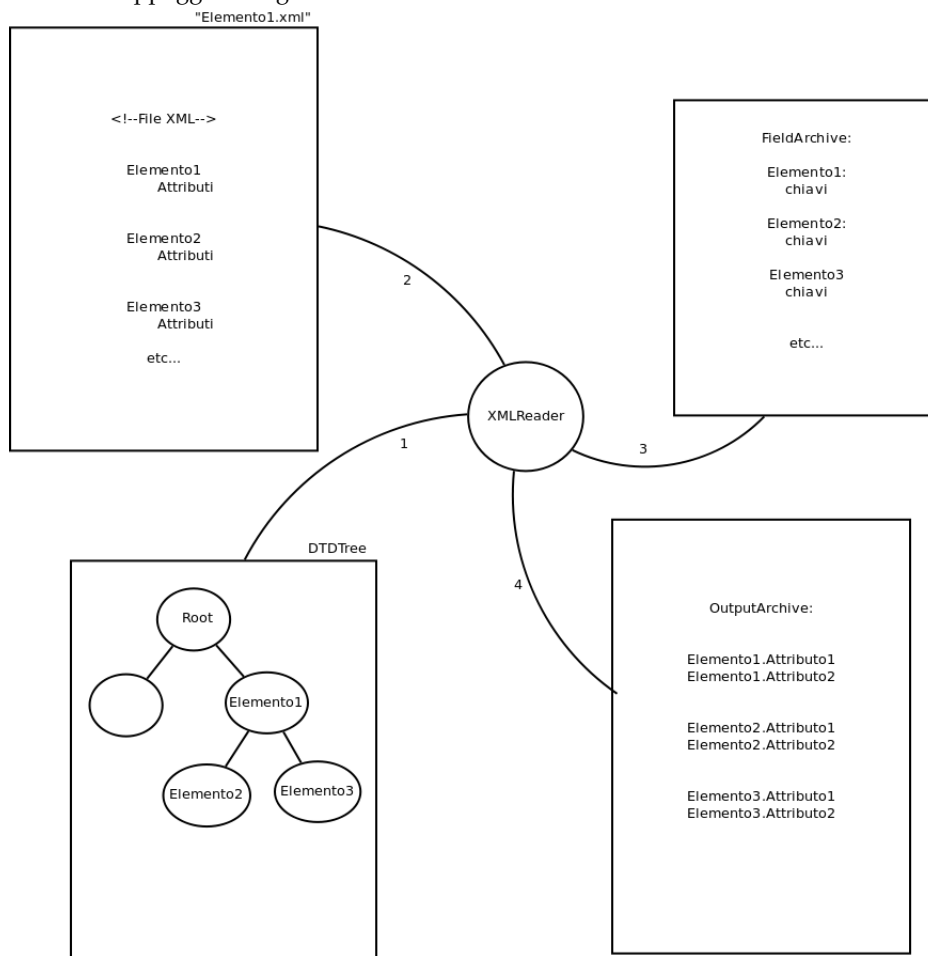 "Elemento1.xml"
<!--File XML-->
Elemento1
Attributi
Elemento2
Attributi
Elemento3
Attributi
etc...
FieldArchive:
Elemento1:
chiavi
Elemento2:
chiavi
Elemento3
chiavi
etc...
2
XMLReader
1
3
4
DTDTree
Root
Elemento1
Elemento2
Elemento3
OutputArchive:
Elemento1.Attributo1
Elemento1.Attributo2
Elemento2.Attributo1
Elemento2.Attributo2
Elemento3.Attributo1
Elemento3.Attributo2